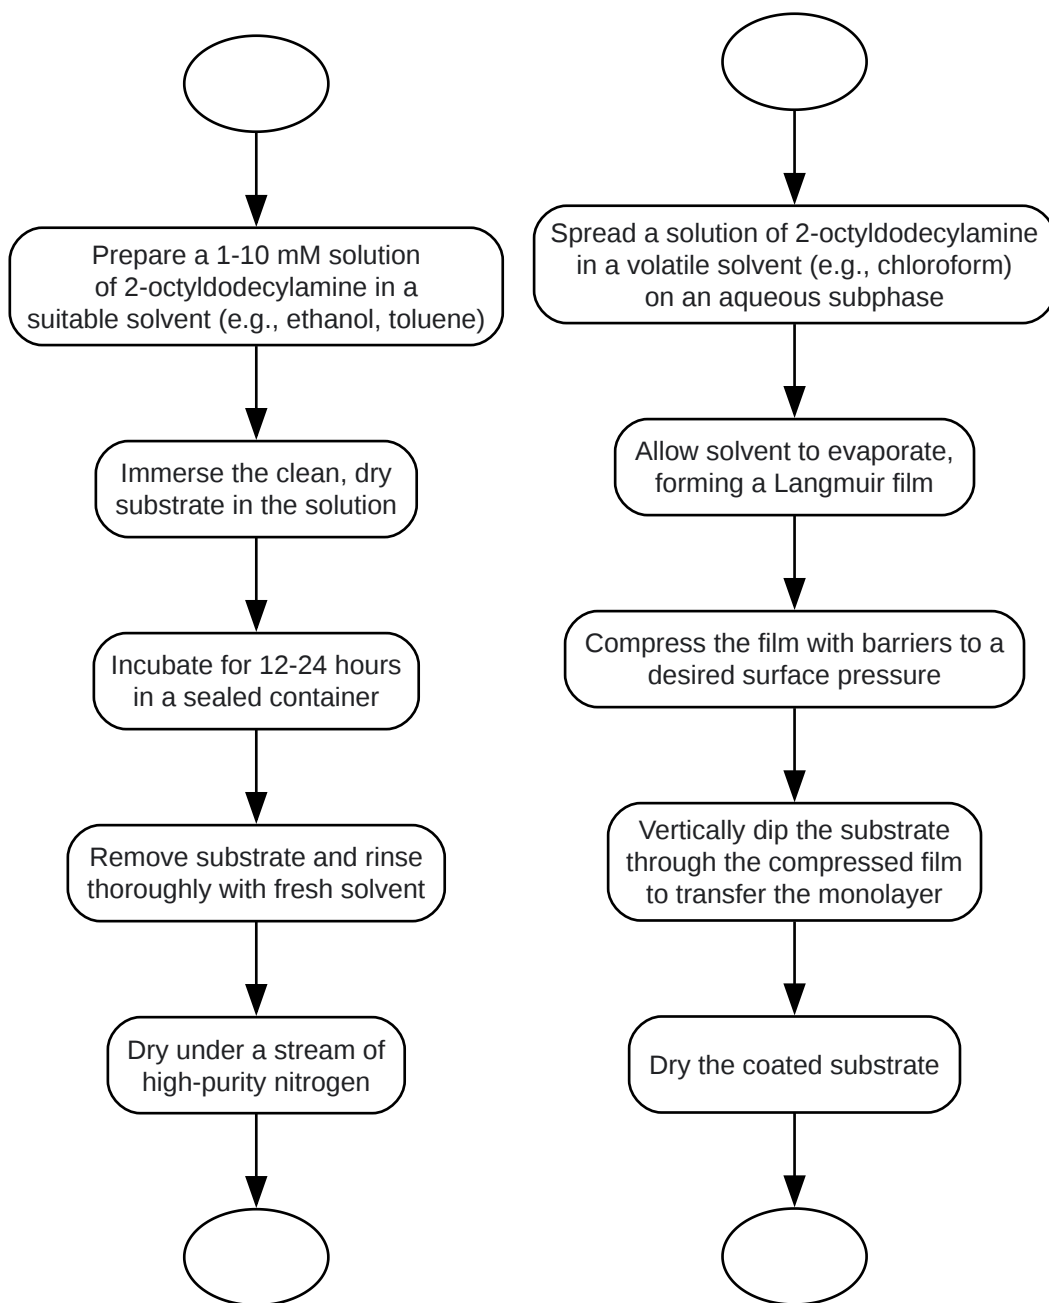 Prepare a 1-10 mM solution
of 2-octyldodecylamine in a
suitable solvent (e.g., ethanol, toluene)
Immerse the clean, dry
substrate in the solution
Incubate for 12-24 hours
in a sealed container
Remove substrate and rinse
thoroughly with fresh solvent
Dry under a stream of
high-purity nitrogen
Spread a solution of 2-octyldodecylamine
in a volatile solvent (e.g., chloroform)
on an aqueous subphase
Allow solvent to evaporate,
forming a Langmuir film
Compress the film with barriers to a
desired surface pressure
Vertically dip the substrate
through the compressed film
to transfer the monolayer
Dry the coated substrate